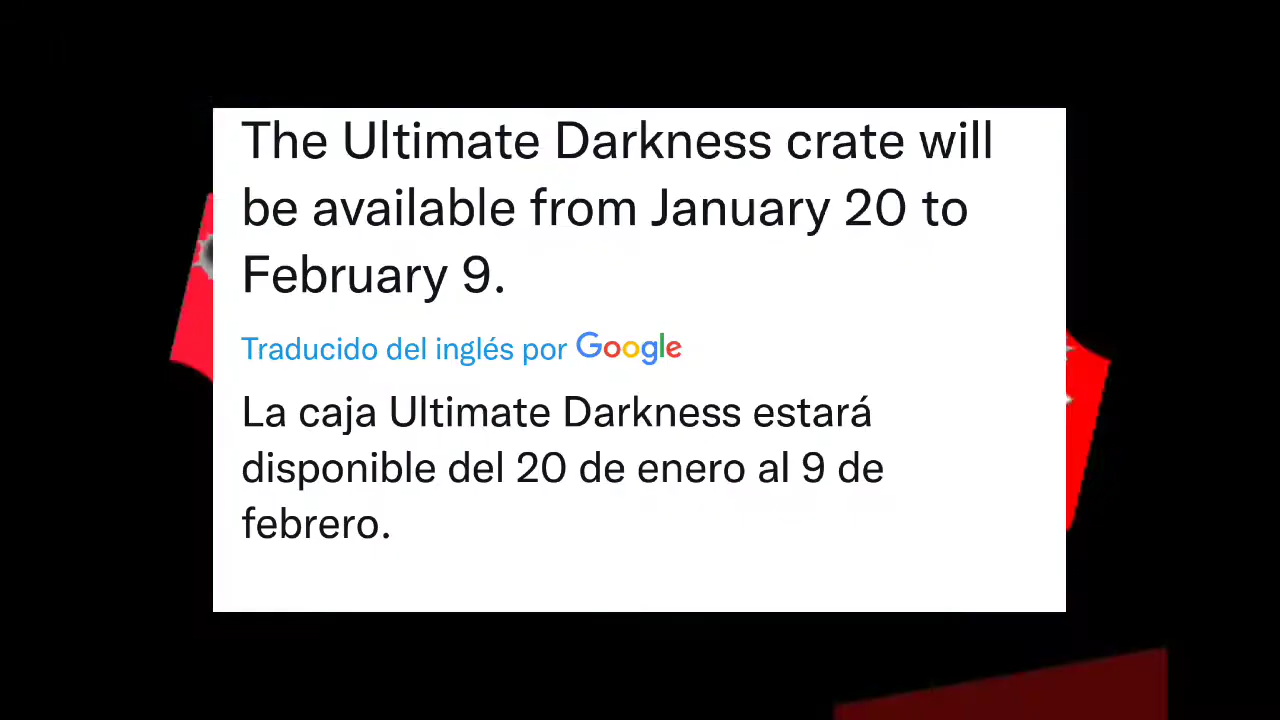 The Ultimate Darkness crate will
be available from January 20 to
February 9.
Traducido del inglés por Google
La caja Ultimate Darkness estará
disponible del 20 de enero al 9 de
febrero.